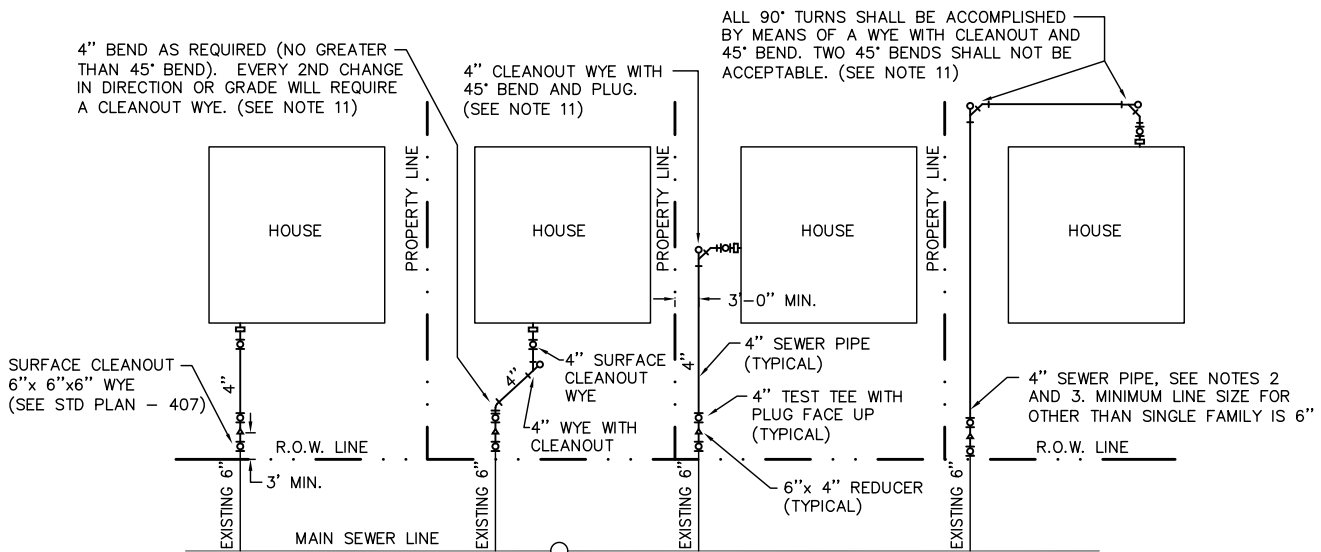 ALL 90° TURNS SHALL BE ACCOMPLISHED
BY MEANS OF A WYE WITH CLEANOUT AND
45° BEND. TWO 45° BENDS SHALL NOT BE
ACCEPTABLE. (SEE NOTE 11)
4" BEND AS REQUIRED (NO GREATER
THAN 45° BEND). EVERY 2ND CHANGE
IN DIRECTION OR GRADE WILL REQUIRE
A CLEANOUT WYE. (SEE NOTE 11)
4" CLEANOUT WYE WITH
45° BEND AND PLUG.
(SEE NOTE 11)
PROPERTY LINE
PROPERTY LINE
PROPERTY LINE
HOUSE
HOUSE
HOUSE
HOUSE
3'-0" MIN.
SURFACE CLEANOUT
6"x 6"x6" WYE
(SEE STD PLAN - 407)
4"
4"
4" SURFACE
CLEANOUT
WYE
4" WYE WITH
CLEANOUT
4"
4" SEWER PIPE
(TYPICAL)
4" TEST TEE WITH
PLUG FACE UP
(TYPICAL)
4" SEWER PIPE, SEE NOTES 2
AND 3. MINIMUM LINE SIZE FOR
OTHER THAN SINGLE FAMILY IS 6"
R.O.W. LINE
R.O.W. LINE
3' MIN.
6"x 4" REDUCER
(TYPICAL)
EXISTING 6"
EXISTING 6"
EXISTING 6"
EXISTING 6"
MAIN SEWER LINE